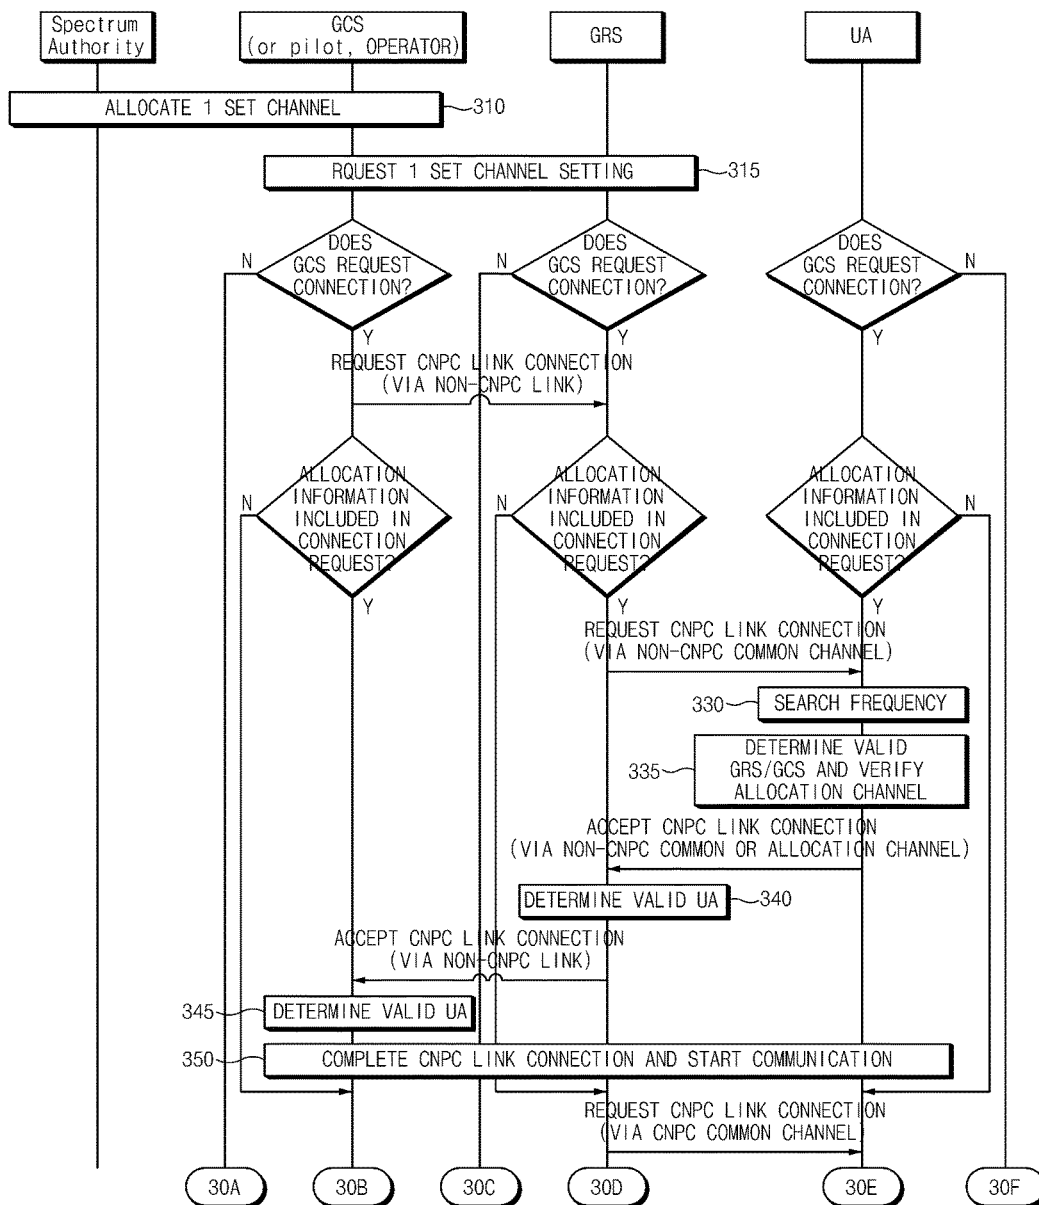 Spectrum
Authority
GCS
(or pilot, OPERATOR)
GRS
UA
ALLOCATE 1 SET CHANNEL
310
RQUEST 1 SET CHANNEL SETTING
315
DOES
GCS REQUEST
CONNECTION?
N
Y
DOES
GCS REQUEST
CONNECTION?
N
Y
DOES
GCS REQUEST
CONNECTION?
N
Y
REQUEST CNPC LINK CONNECTION
(VIA NON-CNPC LINK)
ALLOCATION
INFORMATION
INCLUDED IN
CONNECTION
REQUEST?
N
Y
ALLOCATION
INFORMATION
INCLUDED IN
CONNECTION
REQUEST?
N
Y
ALLOCATION
INFORMATION
INCLUDED IN
CONNECTION
REQUEST?
N
Y
REQUEST CNPC LINK CONNECTION
(VIA NON-CNPC COMMON CHANNEL)
330
SEARCH FREQUENCY
335
DETERMINE VALID
GRS/GCS AND VERIFY
ALLOCATION CHANNEL
ACCEPT CNPC LINK CONNECTION
(VIA NON-CNPC COMMON OR ALLOCATION CHANNEL)
DETERMINE VALID UA
340
ACCEPT CNPC LINK CONNECTION
(VIA NON-CNPC LINK)
345
DETERMINE VALID UA
350
COMPLETE CNPC LINK CONNECTION AND START COMMUNICATION
REQUEST CNPC LINK CONNECTION
(VIA CNPC COMMON CHANNEL)
30A
30B
30C
30D
30E
30F